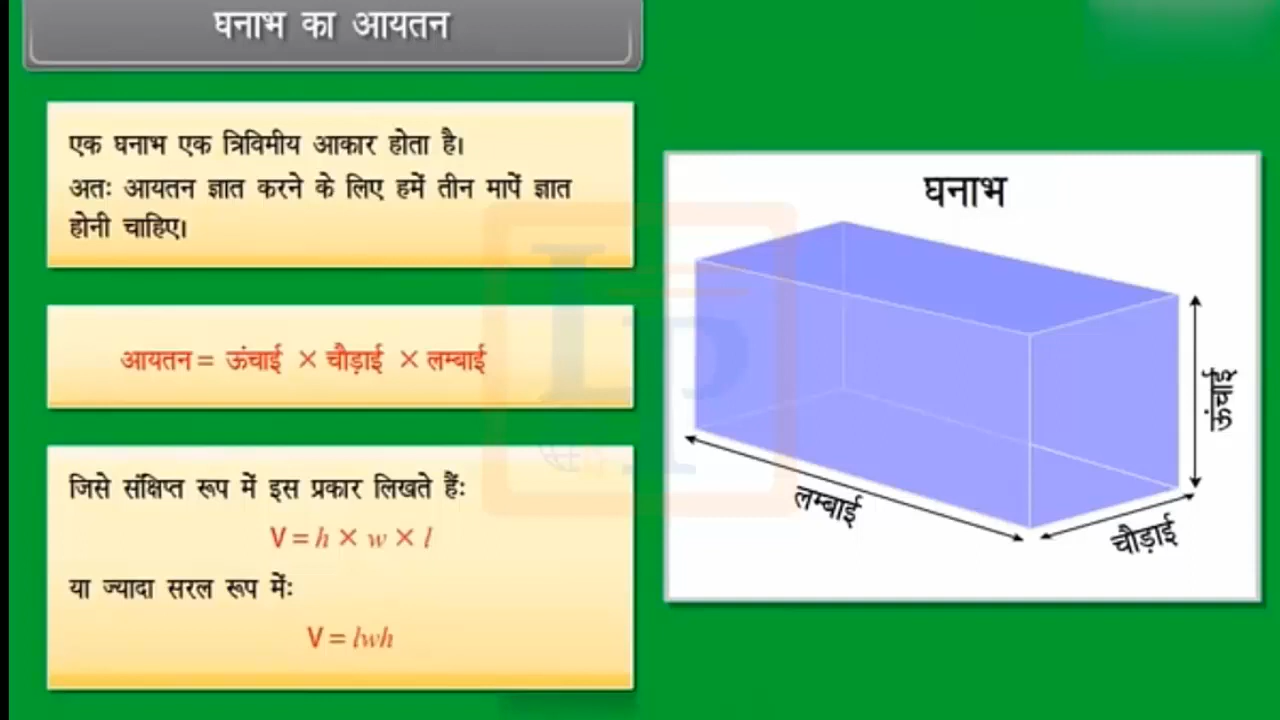 घनाभ का आयतन
एक घनाभ एक त्रिविमीय आकार होता है।
अतः आयतन ज्ञात करने के लिए हमें तीन मापें ज्ञात
होनी चाहिए।
आयतन = ऊंचाई × चौड़ाई × लम्बाई
जिसे संक्षिप्त रूप में इस प्रकार लिखते हैंः
V = h × w × l
या ज्यादा सरल रूप मेंः
V = lwh
घनाभ
ऊंचाई
लम्बाई
चौड़ाई